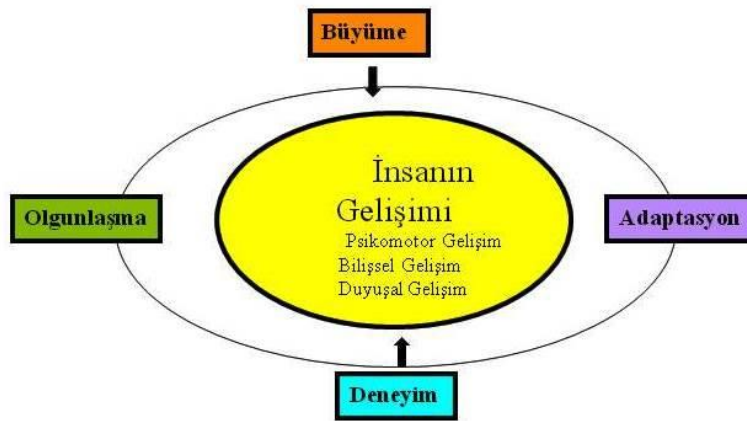 Büyüme
İnsanın
Gelişimi
Psikomotor Gelişim
Bilişsel Gelişim
Duyuşal Gelişim
Olgunlaşma
Adaptasyon
Deneyim